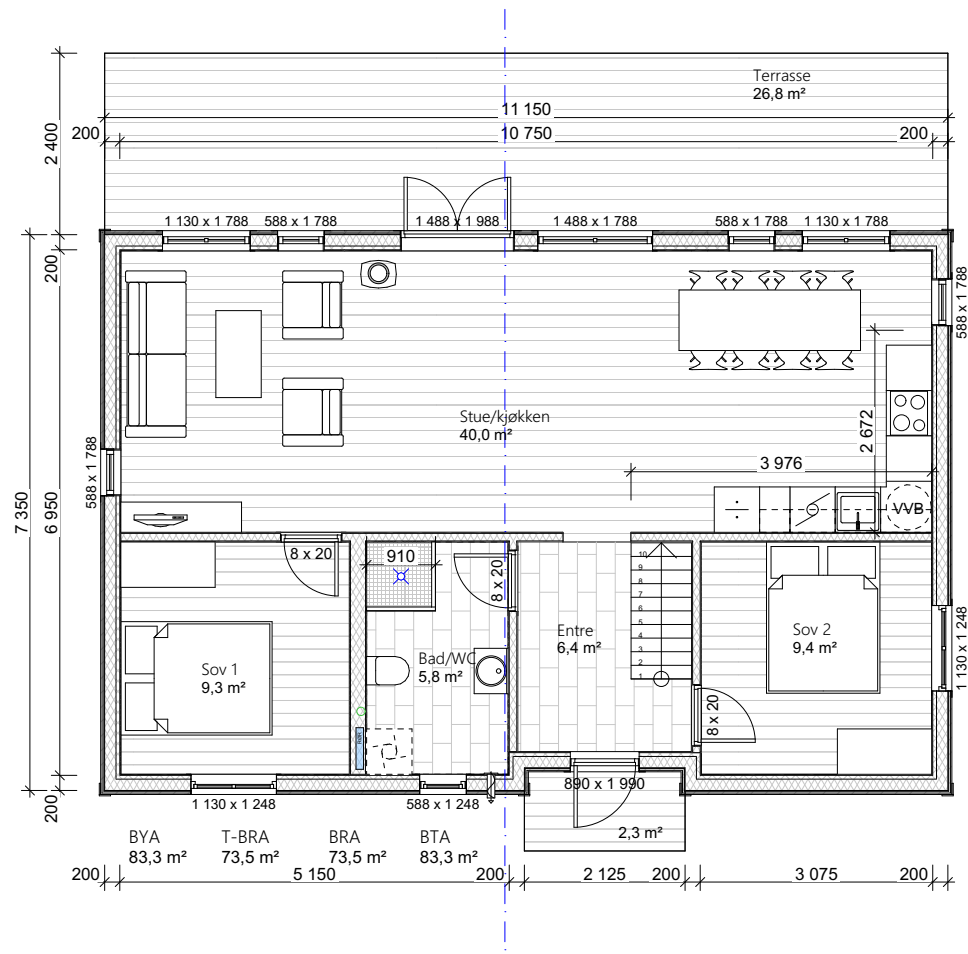 Terrasse
26,8 m²
11 150
200
10 750
200
2 400
1 130 x 1 788
588 x 1 788
1 488 x 1 988
1 488 x 1 788
588 x 1 788
1 130 x 1 788
200
588 x 1 788
Stue/kjøkken
40,0 m²
2 672
3 976
588 x 1 788
7 350
6 950
VVB
8 x 20
910
8 x 20
10
9
8
7
6
5
4
3
2
1
Entre
6,4 m²
Sov 2
9,4 m²
1 130 x 1 248
Sov 1
9,3 m²
Bad/WC
5,8 m²
8 x 20
200
1 130 x 1 248
588 x 1 248
890 x 1 990
2,3 m²
BYA
83,3 m²
T-BRA
73,5 m²
BRA
73,5 m²
BTA
83,3 m²
200
5 150
200
2 125
200
3 075
200